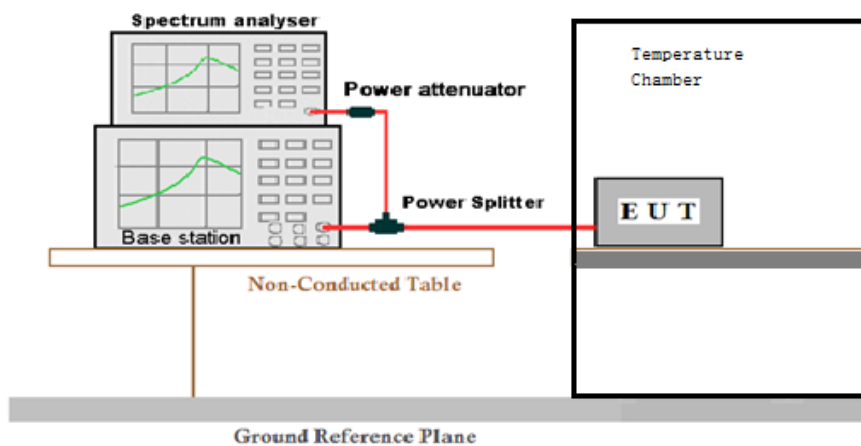 Spectrum analyser
Temperature
Chamber
Power attenuator
Power Splitter
E U T
Base station
Non-Conducted Table
Ground Reference Plane